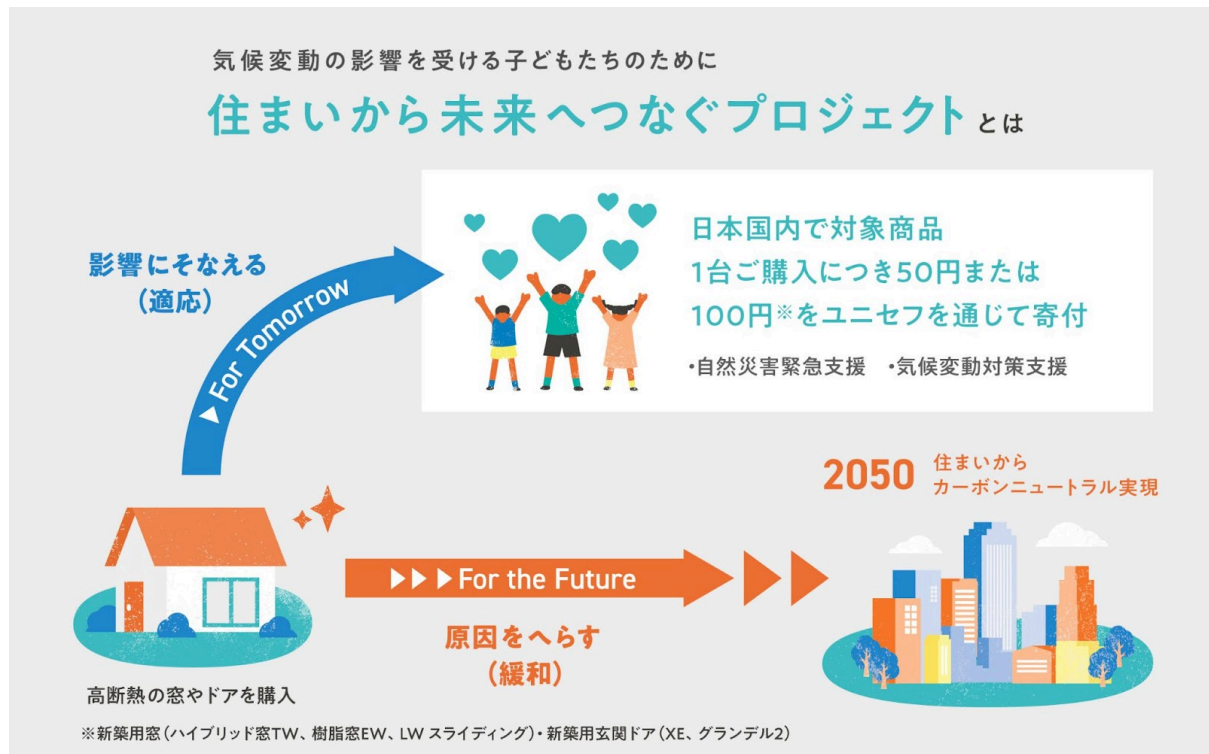 気候変動の影響を受ける子どもたちのために
住まいから未来へつなぐプロジェクトとは
影響にそなえる
(適応)
▶For Tomorrow
日本国内で対象商品
1台ご購入につき50円または
100円※をユニセフを通じて寄付
・自然災害緊急支援 ・気候変動対策支援
2050 住まいから
カーボンニュートラル実現
▶▶▶For the Future
原因をへらす
(緩和)
高断熱の窓やドアを購入
※新築用窓(ハイブリッド窓TW、樹脂窓EW、LW スライディング)・新築用玄関ドア(XE、グランデル2)